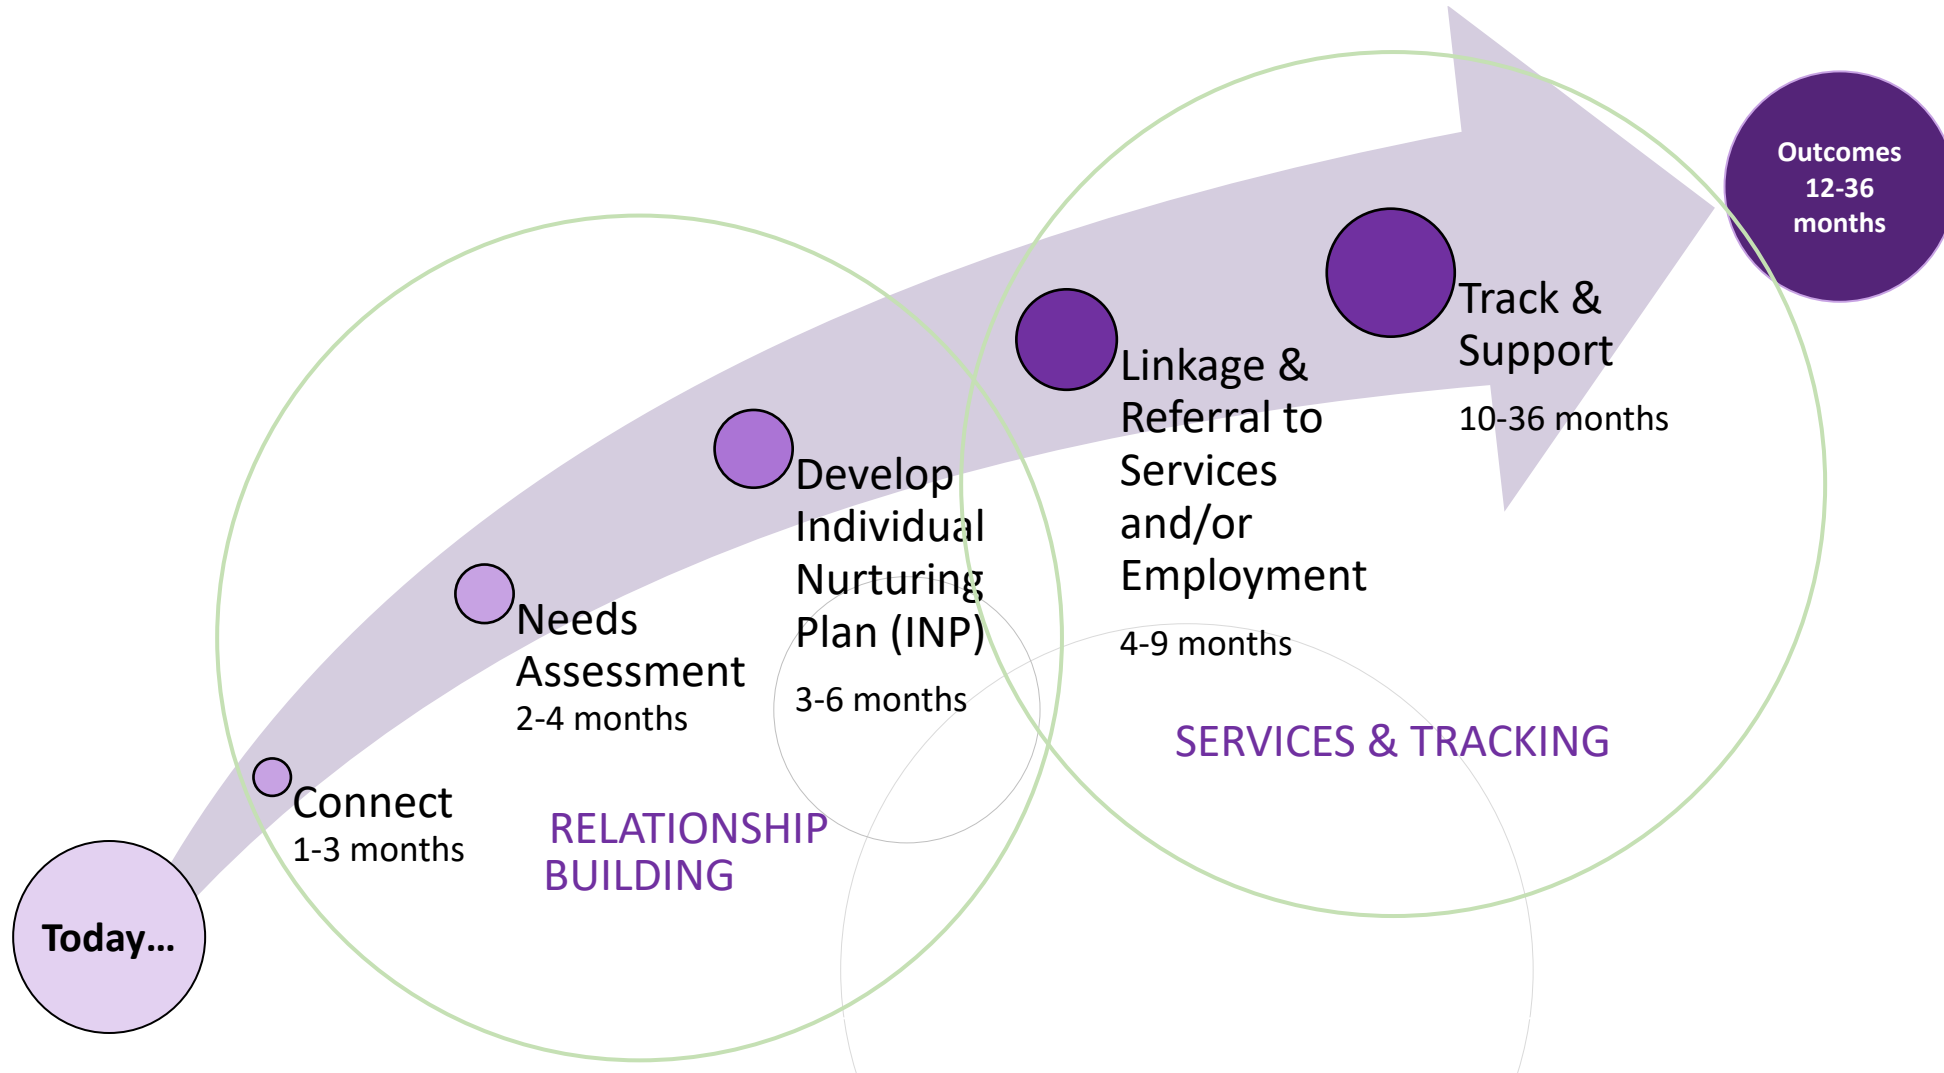 Today...
Connect
1-3 months
Needs
Assessment
2-4 months
Develop
Individual
Nurturing
Plan (INP)
3-6 months
RELATIONSHIP
BUILDING
Linkage &
Referral to
Services
and/or
Employment
4-9 months
Track &
Support
10-36 months
SERVICES & TRACKING
Outcomes
12-36
months